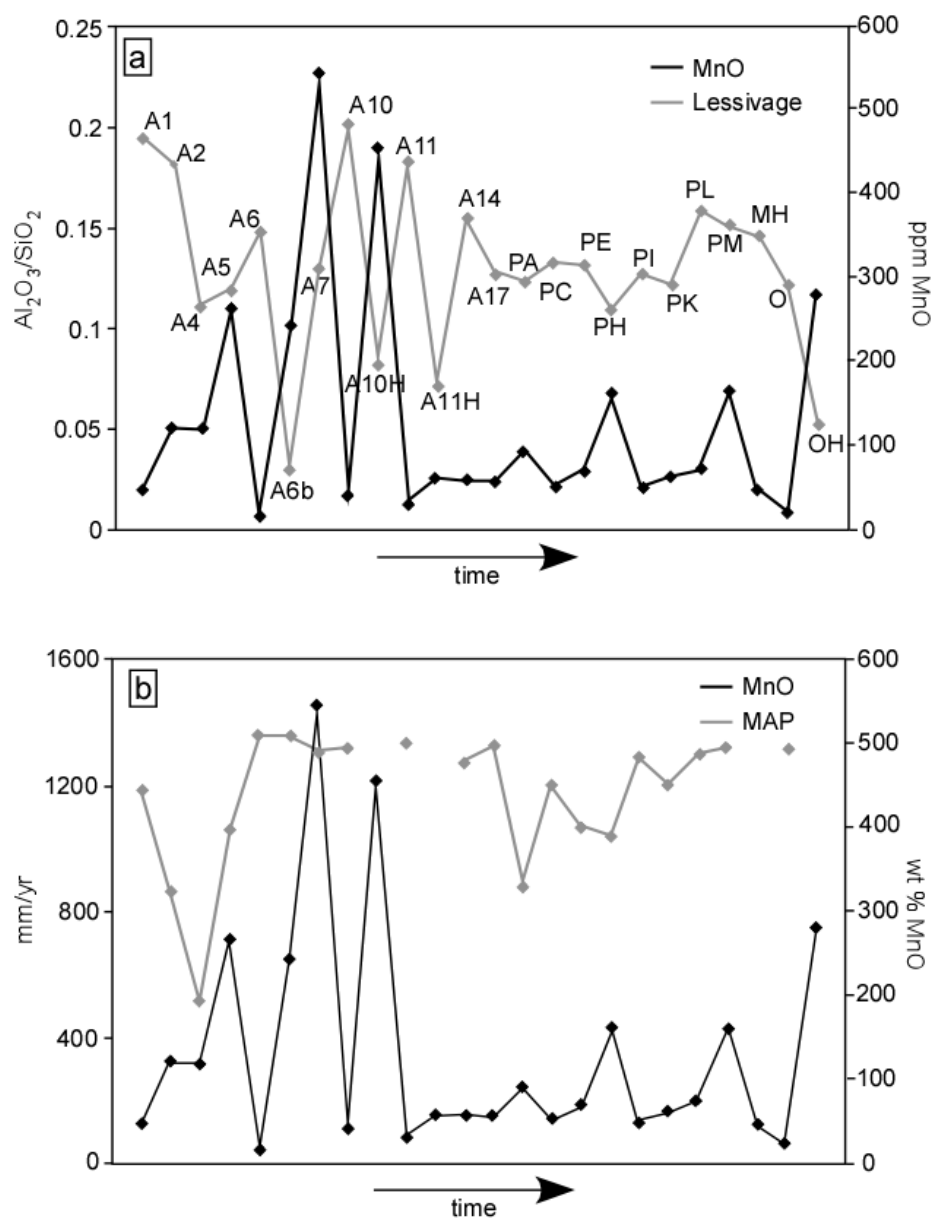 0.25
600
a
MnO
Lessivage
500
A10
A1
0.2
A2
A11
400
A6
A14
PL
MH
0.15
PE
PM
A5
PA
PI
300
A7
A17
PC
PK
O
A4
PH
0.1
200
A10H
A11H
0.05
100
A6b
OH
0
0
Al₂O₃/SiO₂
ppm MnO
time
1600
600
b
MnO
MAP
500
1200
400
800
300
200
400
100
0
0
mm/yr
wt % MnO
time